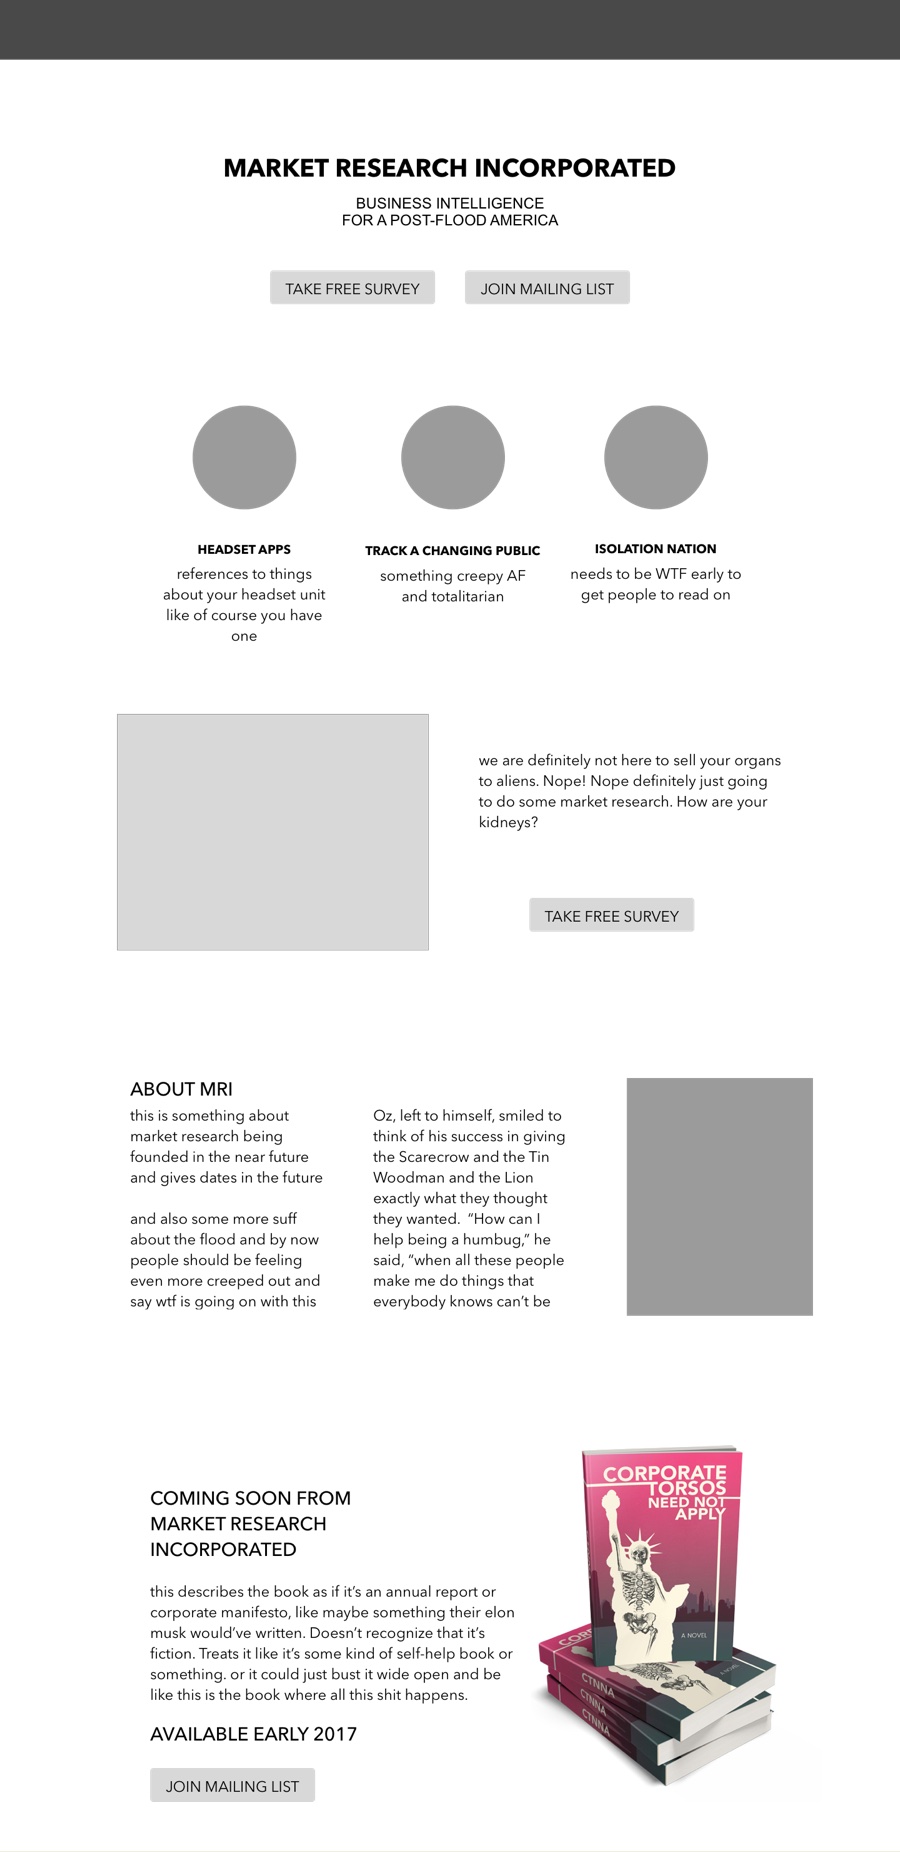 MARKET RESEARCH INCORPORATED
BUSINESS INTELLIGENCE
FOR A POST-FLOOD AMERICA
TAKE FREE SURVEY
JOIN MAILING LIST
HEADSET APPS
references to things
about your headset unit
like of course you have
one
TRACK A CHANGING PUBLIC
something creepy AF
and totalitarian
ISOLATION NATION
needs to be WTF early to
get people to read on
we are definitely not here to sell your organs
to aliens. Nope! Nope definitely just going
to do some market research. How are your
kidneys?
TAKE FREE SURVEY
ABOUT MRI
this is something about
market research being
founded in the near future
and gives dates in the future
and also some more suff
about the flood and by now
people should be feeling
even more creeped out and
say wtf is going on with this
Oz, left to himself, smiled to
think of his success in giving
the Scarecrow and the Tin
Woodman and the Lion
exactly what they thought
they wanted.  “How can I
help being a humbug,” he
said, “when all these people
make me do things that
everybody knows can’t be
COMING SOON FROM
MARKET RESEARCH
INCORPORATED
this describes the book as if it’s an annual report or
corporate manifesto, like maybe something their elon
musk would’ve written. Doesn’t recognize that it’s
fiction. Treats it like it’s some kind of self-help book or
something. or it could just bust it wide open and be
like this is the book where all this shit happens.
AVAILABLE EARLY 2017
JOIN MAILING LIST
CORPORATE
TORSOS
NEED NOT
APPLY
A NOVEL
A NOVEL
CTNNA
CTNNA
CTNNA